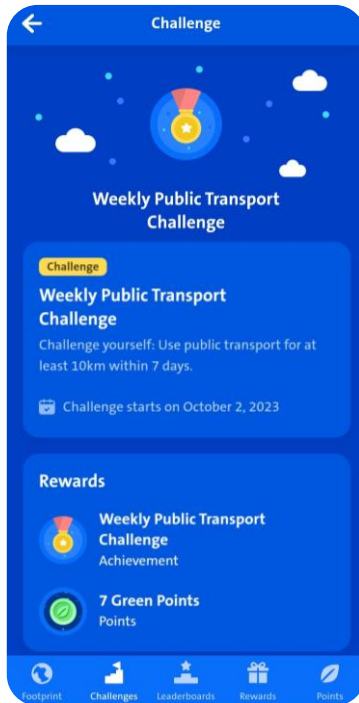 Challenge
Weekly Public Transport
Challenge
Challenge
Weekly Public Transport
Challenge
Challenge yourself: Use public transport for at
least 10km within 7 days.
Challenge starts on October 2, 2023
Rewards
Weekly Public Transport
Challenge
Achievement
7 Green Points
Points
Footprint Challenges Leaderboards Rewards Points